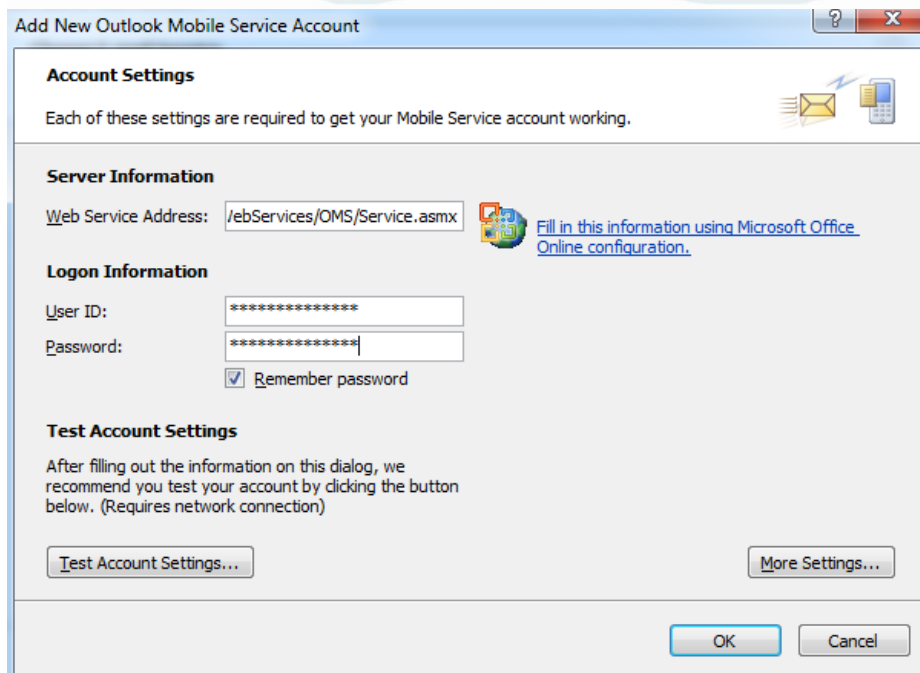 Add New Outlook Mobile Service Account
Account Settings
Each of these settings are required to get your Mobile Service account working.
Server Information
Web Service Address: /ebServices/OMS/Service.asmx
Fill in this information using Microsoft Office
Online configuration.
Logon Information
User ID: **************
Password: **************
Remember password
Test Account Settings
After filling out the information on this dialog, we
recommend you test your account by clicking the button
below. (Requires network connection)
Test Account Settings... More Settings...
OK Cancel